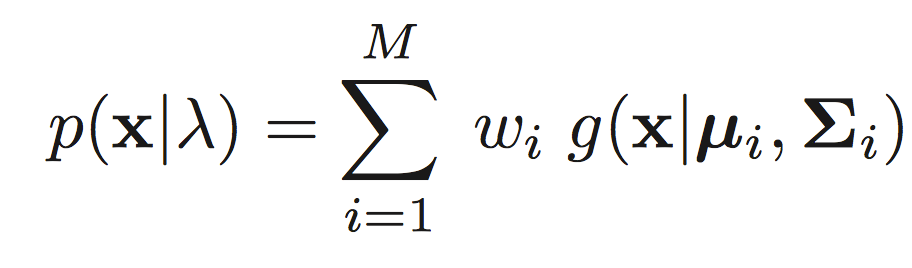 p(𝐱|λ) = ∑_{i=1}^{M} w_i g(𝐱|𝛍_i, 𝚺_i)